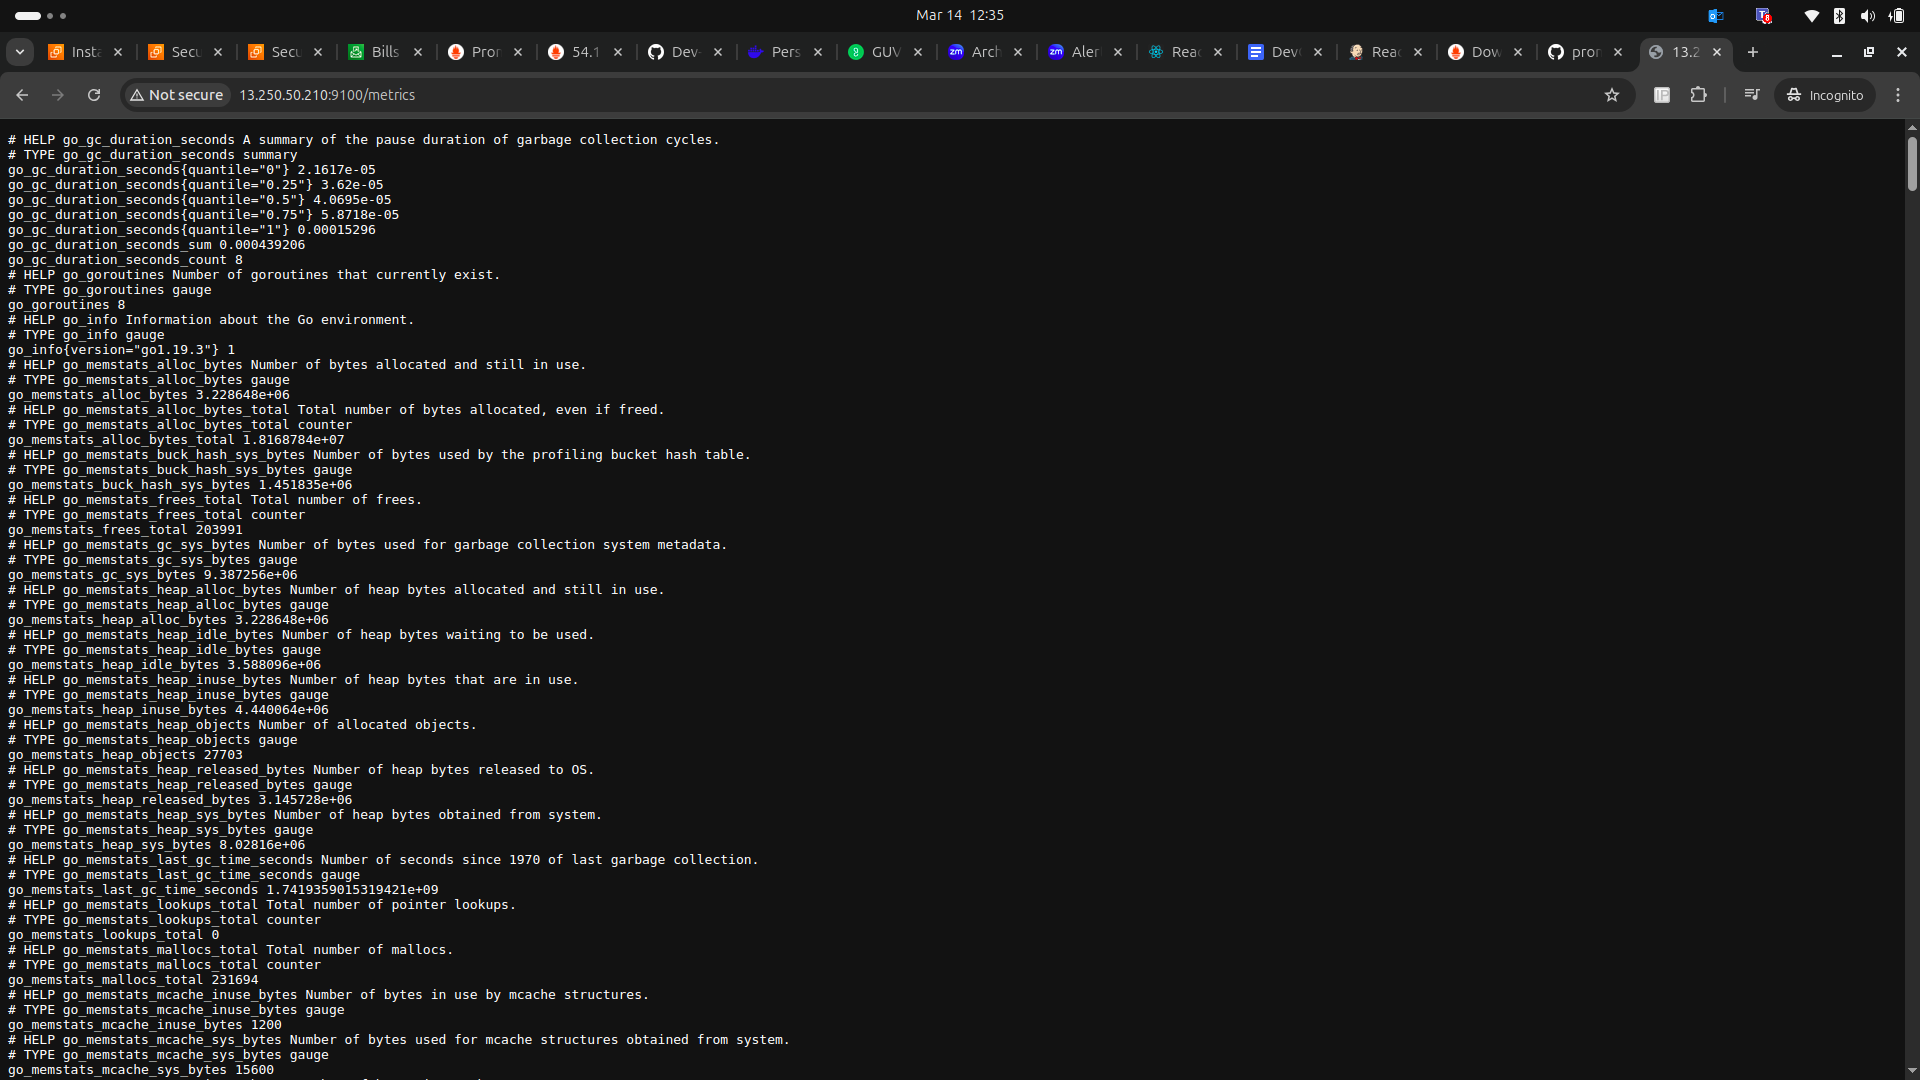 Mar 14 12:35
Insta
Secu
Secu
Bills
Pro
54.1
Dev-
Pers
GUV
Arch
Aler
Reac
Dev
Reac
Dow
pro
13.2
Not secure 13.250.50.210:9100/metrics
Incognito
# HELP go_gc_duration_seconds A summary of the pause duration of garbage collection cycles.
# TYPE go_gc_duration_seconds summary
go_gc_duration_seconds{quantile="0"} 2.1617e-05
go_gc_duration_seconds{quantile="0.25"} 3.62e-05
go_gc_duration_seconds{quantile="0.5"} 4.0695e-05
go_gc_duration_seconds{quantile="0.75"} 5.8718e-05
go_gc_duration_seconds{quantile="1"} 0.00015296
go_gc_duration_seconds_sum 0.000439206
go_gc_duration_seconds_count 8
# HELP go_goroutines Number of goroutines that currently exist.
# TYPE go_goroutines gauge
go_goroutines 8
# HELP go_info Information about the Go environment.
# TYPE go_info gauge
go_info{version="go1.19.3"} 1
# HELP go_memstats_alloc_bytes Number of bytes allocated and still in use.
# TYPE go_memstats_alloc_bytes gauge
go_memstats_alloc_bytes 3.228648e+06
# HELP go_memstats_alloc_bytes_total Total number of bytes allocated, even if freed.
# TYPE go_memstats_alloc_bytes_total counter
go_memstats_alloc_bytes_total 1.8168784e+07
# HELP go_memstats_buck_hash_sys_bytes Number of bytes used by the profiling bucket hash table.
# TYPE go_memstats_buck_hash_sys_bytes gauge
go_memstats_buck_hash_sys_bytes 1.451835e+06
# HELP go_memstats_frees_total Total number of frees.
# TYPE go_memstats_frees_total counter
go_memstats_frees_total 203991
# HELP go_memstats_gc_sys_bytes Number of bytes used for garbage collection system metadata.
# TYPE go_memstats_gc_sys_bytes gauge
go_memstats_gc_sys_bytes 9.387256e+06
# HELP go_memstats_heap_alloc_bytes Number of heap bytes allocated and still in use.
# TYPE go_memstats_heap_alloc_bytes gauge
go_memstats_heap_alloc_bytes 3.228648e+06
# HELP go_memstats_heap_idle_bytes Number of heap bytes waiting to be used.
# TYPE go_memstats_heap_idle_bytes gauge
go_memstats_heap_idle_bytes 3.588096e+06
# HELP go_memstats_heap_inuse_bytes Number of heap bytes that are in use.
# TYPE go_memstats_heap_inuse_bytes gauge
go_memstats_heap_inuse_bytes 4.440064e+06
# HELP go_memstats_heap_objects Number of allocated objects.
# TYPE go_memstats_heap_objects gauge
go_memstats_heap_objects 27703
# HELP go_memstats_heap_released_bytes Number of heap bytes released to OS.
# TYPE go_memstats_heap_released_bytes gauge
go_memstats_heap_released_bytes 3.145728e+06
# HELP go_memstats_heap_sys_bytes Number of heap bytes obtained from system.
# TYPE go_memstats_heap_sys_bytes gauge
go_memstats_heap_sys_bytes 8.02816e+06
# HELP go_memstats_last_gc_time_seconds Number of seconds since 1970 of last garbage collection.
# TYPE go_memstats_last_gc_time_seconds gauge
go_memstats_last_gc_time_seconds 1.7419359015319421e+09
# HELP go_memstats_lookups_total Total number of pointer lookups.
# TYPE go_memstats_lookups_total counter
go_memstats_lookups_total 0
# HELP go_memstats_mallocs_total Total number of mallocs.
# TYPE go_memstats_mallocs_total counter
go_memstats_mallocs_total 231694
# HELP go_memstats_mcache_inuse_bytes Number of bytes in use by mcache structures.
# TYPE go_memstats_mcache_inuse_bytes gauge
go_memstats_mcache_inuse_bytes 1200
# HELP go_memstats_mcache_sys_bytes Number of bytes used for mcache structures obtained from system.
# TYPE go_memstats_mcache_sys_bytes gauge
go_memstats_mcache_sys_bytes 15600